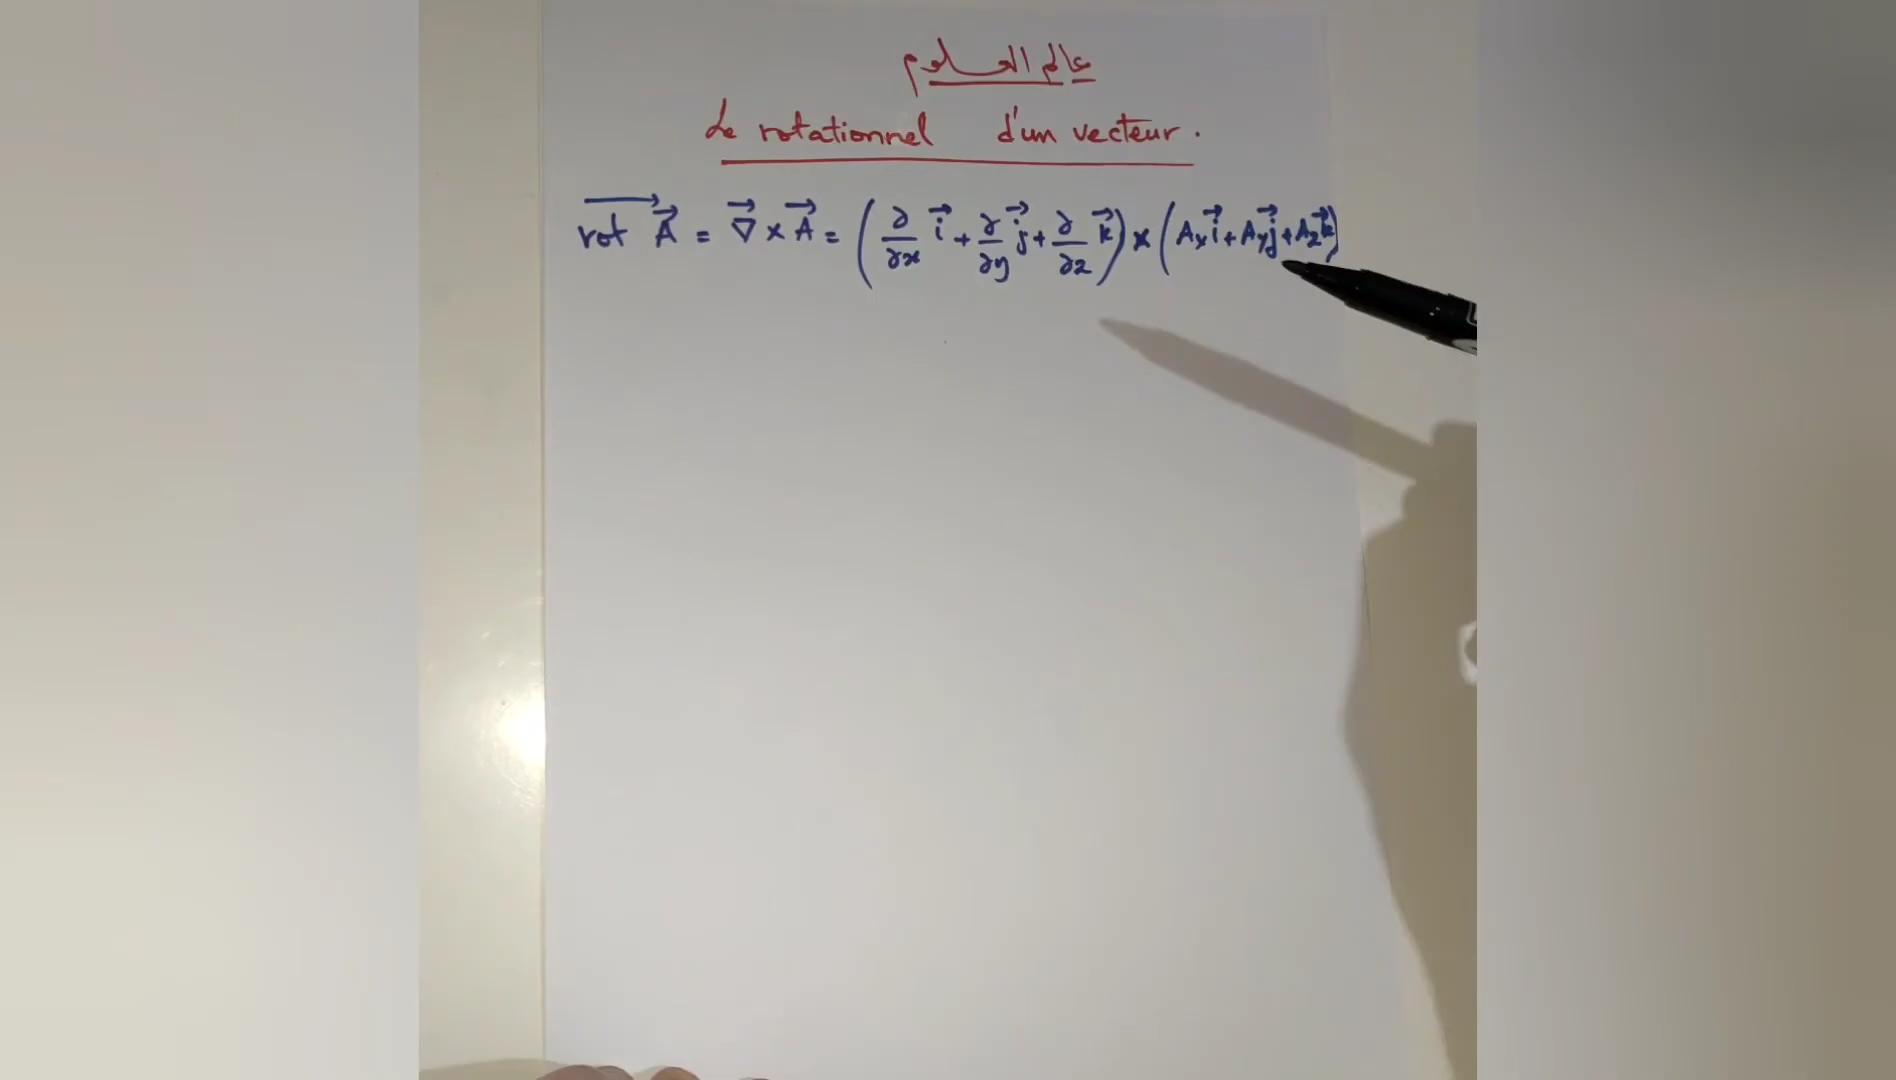 عالم العلوم
Le rotationnel d'un vecteur.
rot A⃗ = ∇⃗ × A⃗ = (∂/∂x i⃗ + ∂/∂y j⃗ + ∂/∂z k⃗) × (Ax i⃗ + Ay j⃗ + Az k⃗)